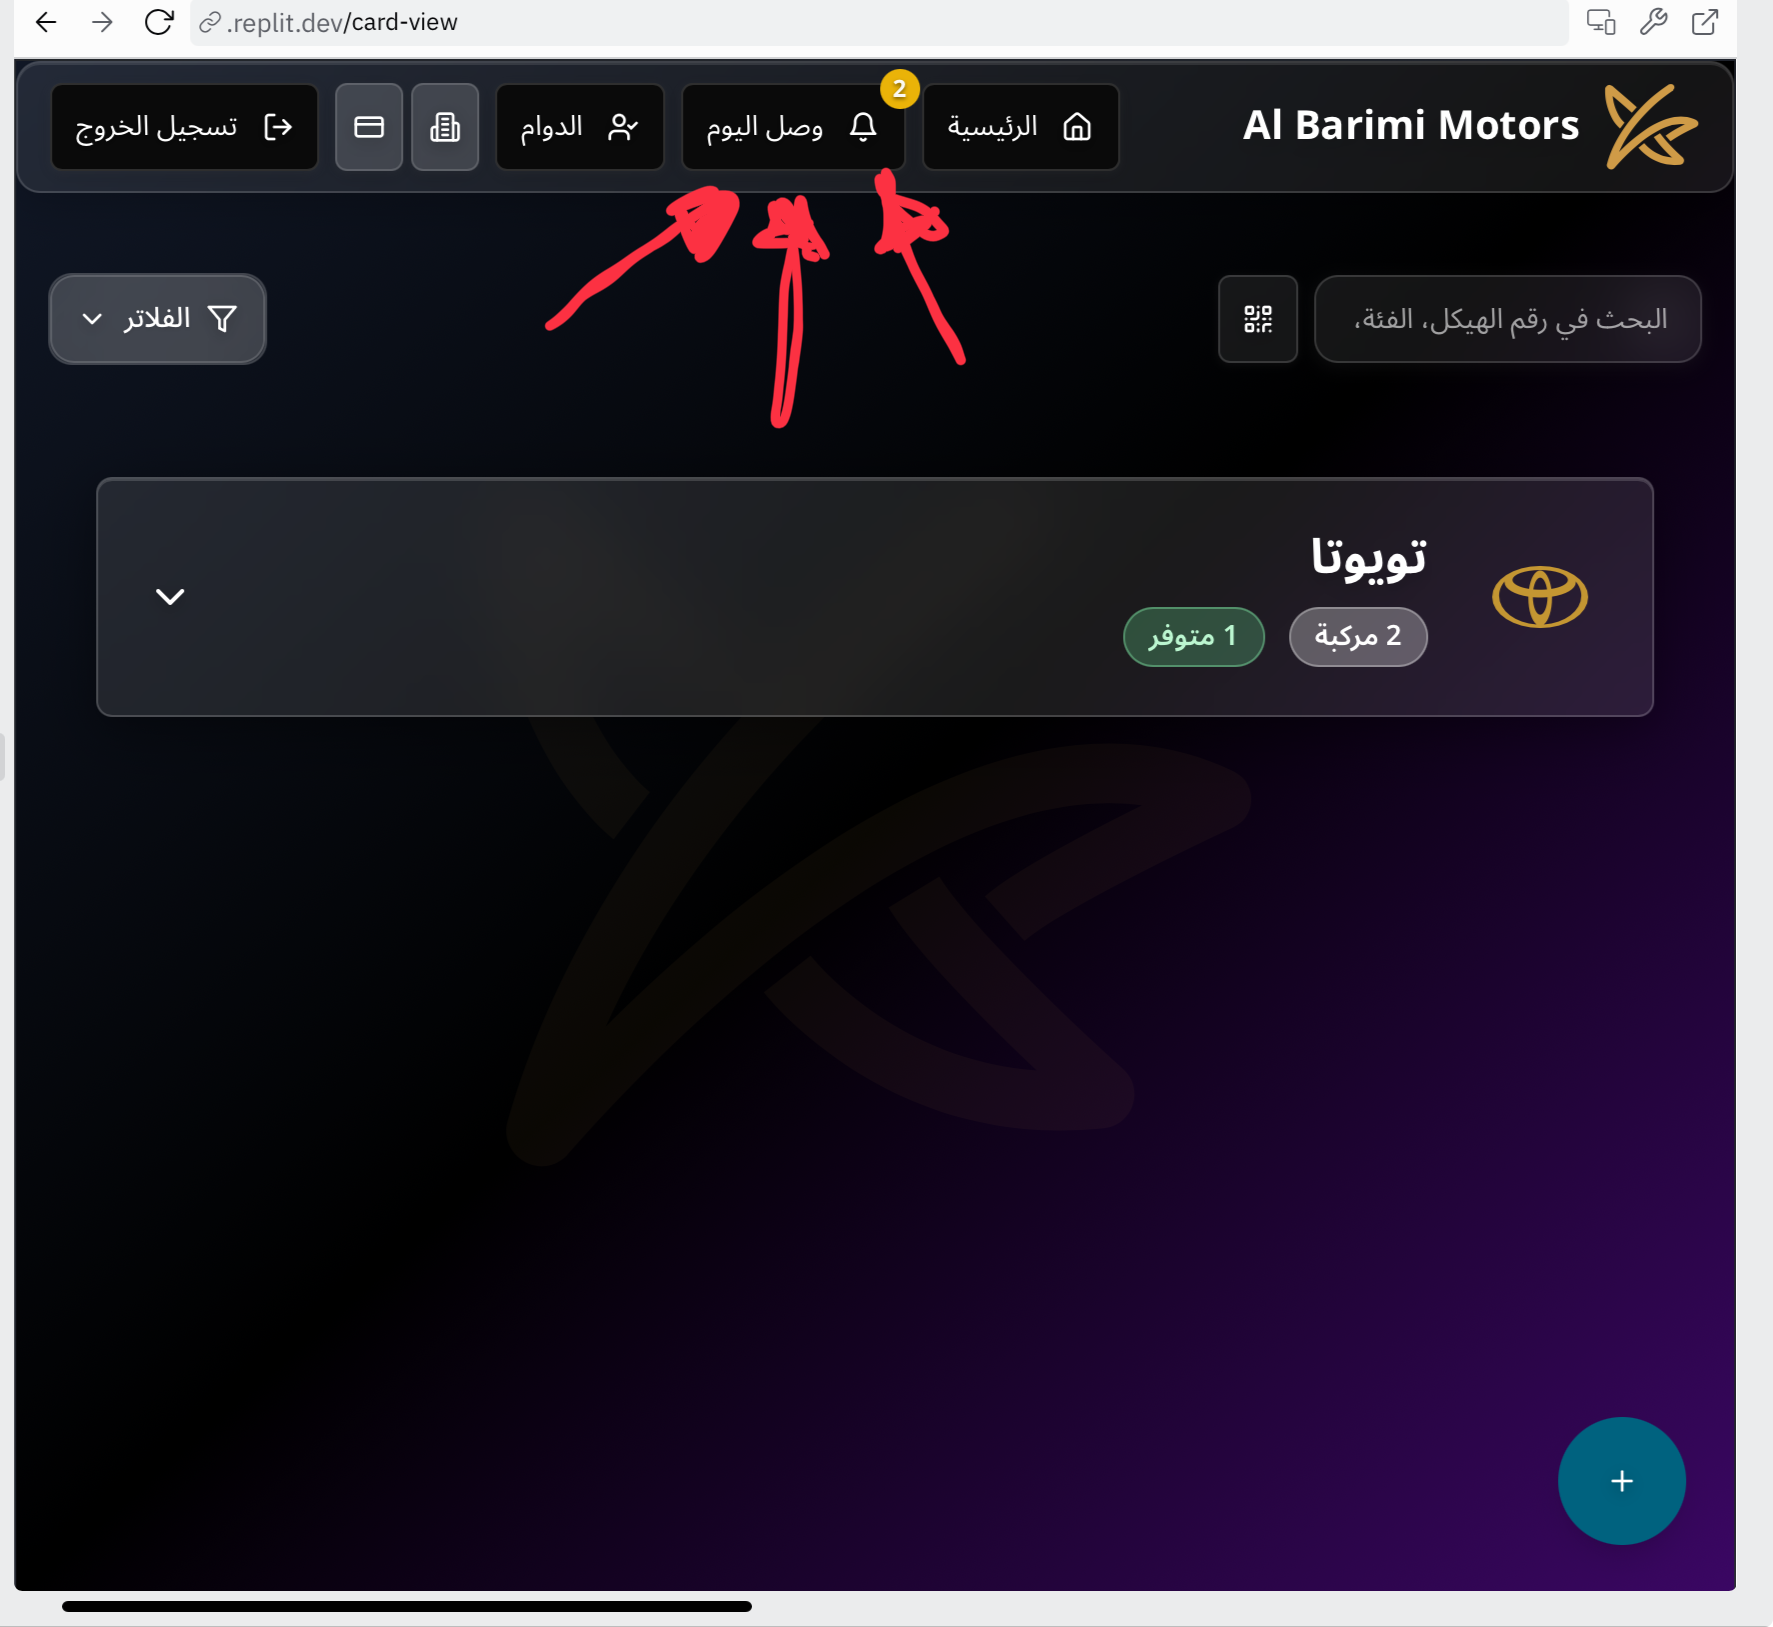 .replit.dev/card-view
Al Barimi Motors
الرئيسية
وصل اليوم
2
الدوام
تسجيل الخروج
البحث في رقم الهيكل، الفئة،
الفلاتر
تويوتا
2 مركبة
1 متوفر
+